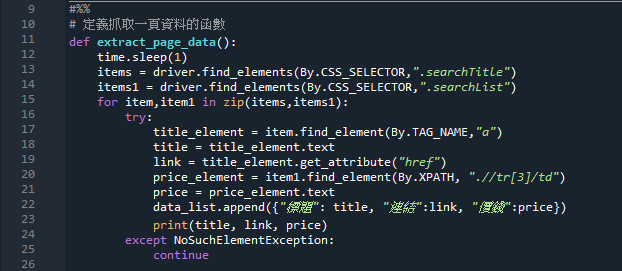 9 #%%
10 # 定義抓取一頁資料的函數
11 def extract_page_data():
12 time.sleep(1)
13 items = driver.find_elements(By.CSS_SELECTOR,".searchTitle")
14 items1 = driver.find_elements(By.CSS_SELECTOR,".searchList")
15 for item,item1 in zip(items,items1):
16 try:
17 title_element = item.find_element(By.TAG_NAME,"a")
18 title = title_element.text
19 link = title_element.get_attribute("href")
20 price_element = item1.find_element(By.XPATH, ".//tr[3]/td")
21 price = price_element.text
22 data_list.append({"標題": title, "連結":link, "價錢":price})
23 print(title, link, price)
24 except NoSuchElementException:
25 continue
26